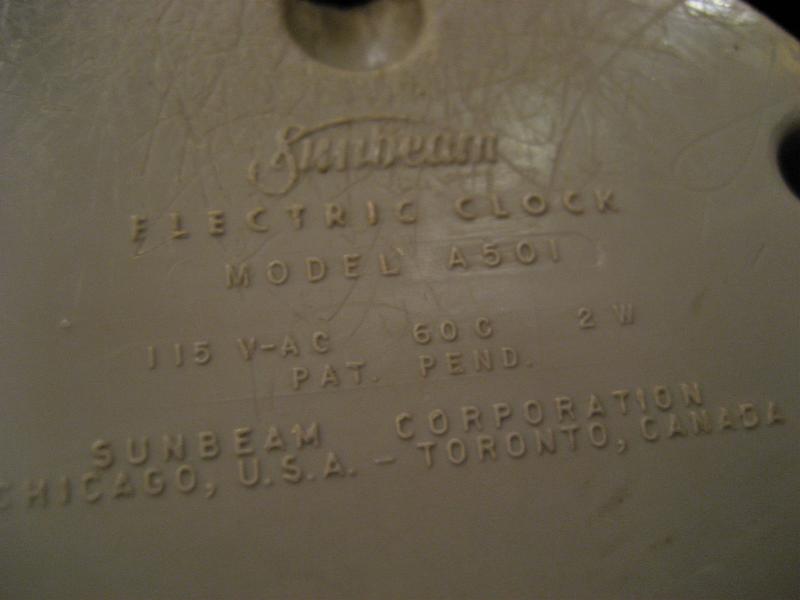 Sunbeam
ELECTRIC CLOCK
MODEL A501
115 V-AC 60C 2 W
PAT. PEND.
SUNBEAM CORPORATION
CHICAGO, U.S.A. – TORONTO, CANADA